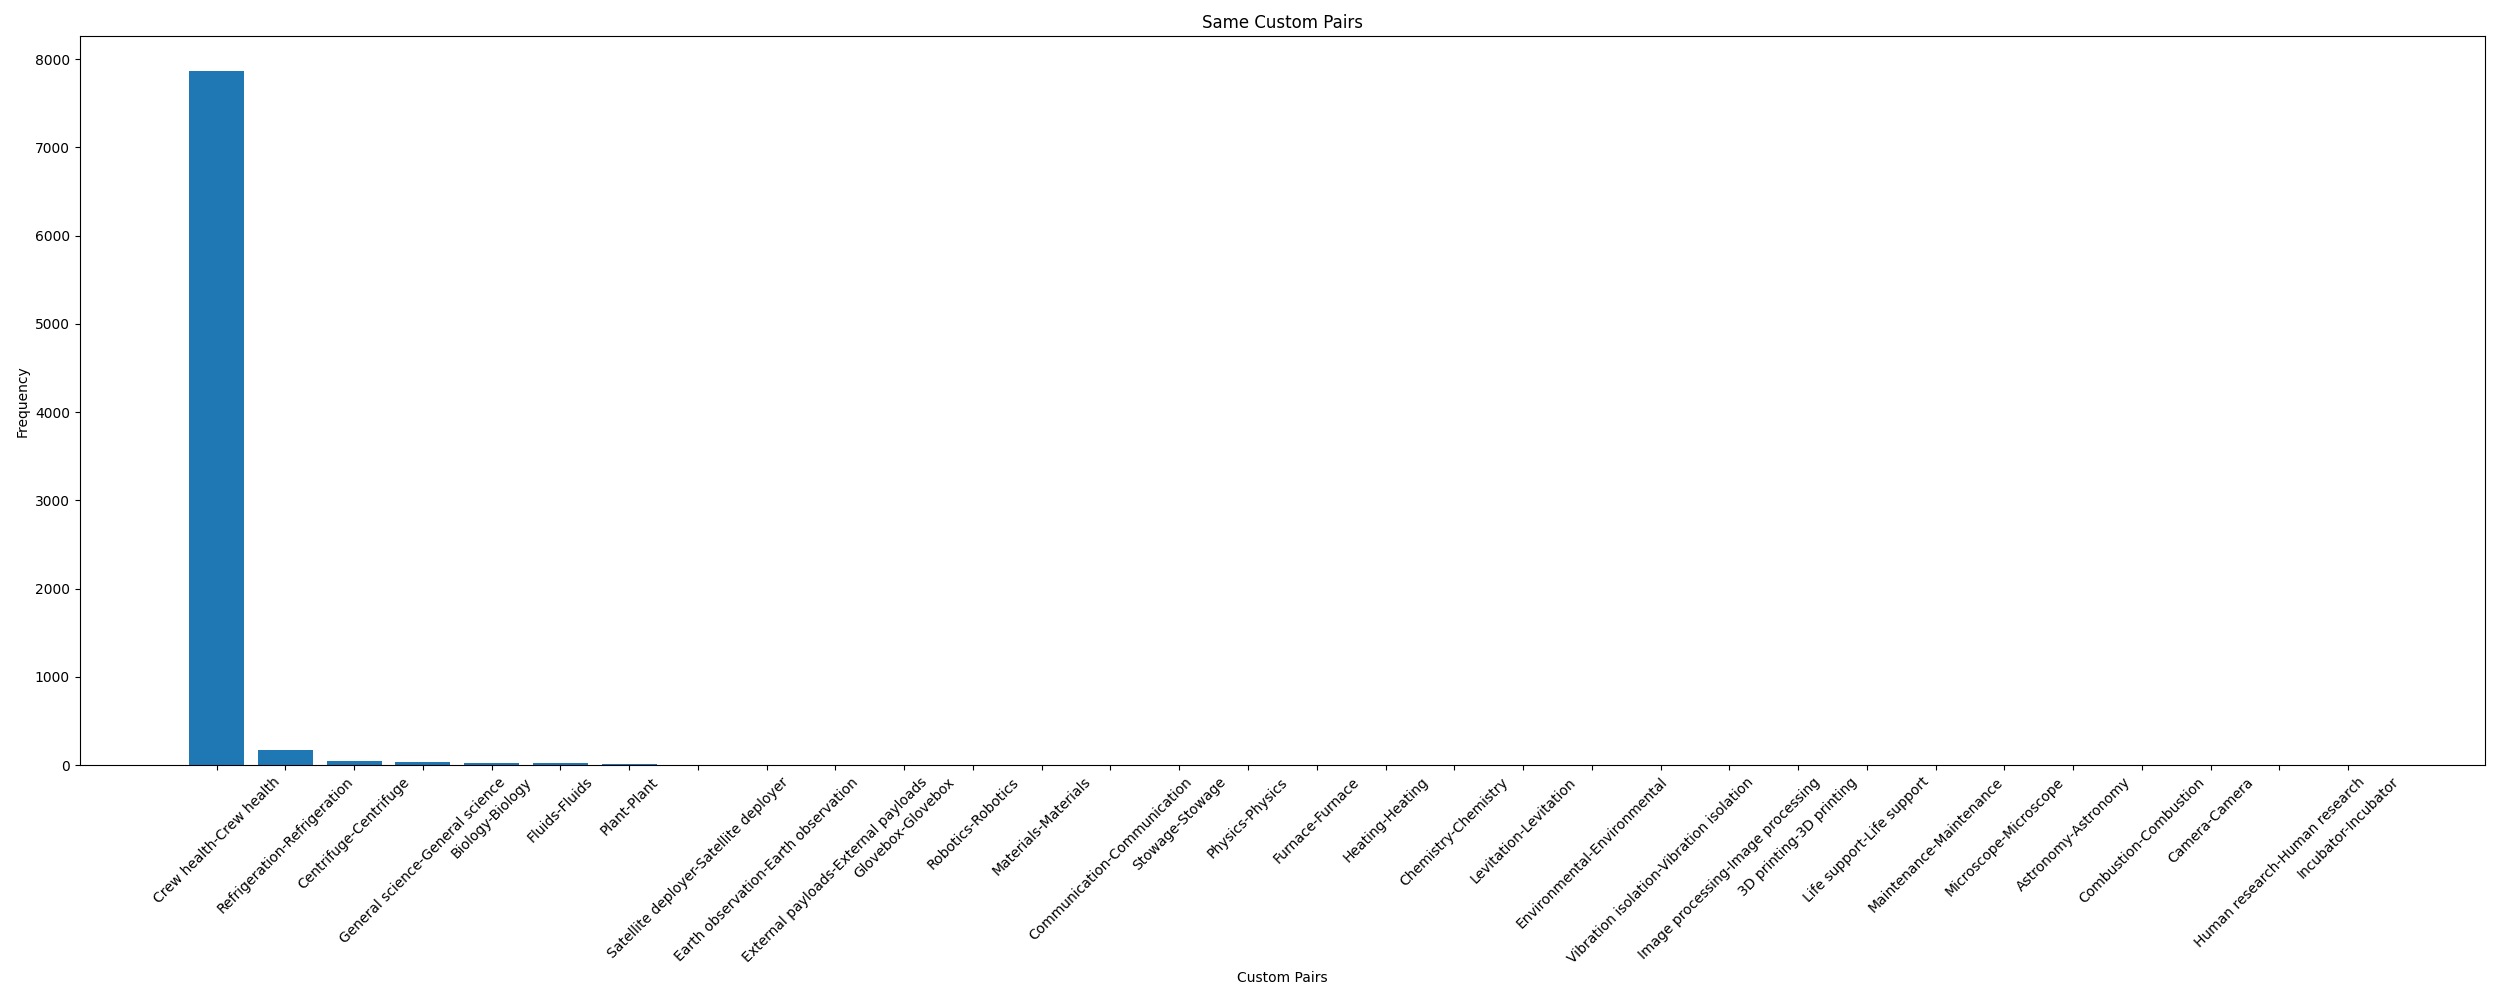 Same Custom Pairs
Frequency
8000
7000
6000
5000
4000
3000
2000
1000
0
Crew health-Crew health
Refrigeration-Refrigeration
Centrifuge-Centrifuge
General science-General science
Biology-Biology
Fluids-Fluids
Plant-Plant
Satellite deployer-Satellite deployer
Earth observation-Earth observation
External payloads-External payloads
Glovebox-Glovebox
Robotics-Robotics
Materials-Materials
Communication-Communication
Stowage-Stowage
Physics-Physics
Furnace-Furnace
Heating-Heating
Chemistry-Chemistry
Levitation-Levitation
Environmental-Environmental
Vibration isolation-Vibration isolation
Image processing-Image processing
3D printing-3D printing
Life support-Life support
Maintenance-Maintenance
Microscope-Microscope
Astronomy-Astronomy
Combustion-Combustion
Camera-Camera
Human research-Human research
Incubator-Incubator
Custom Pairs